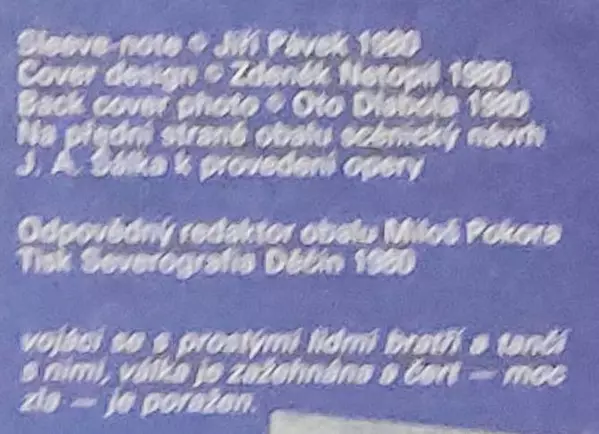 Sleeve-note © Jiří Pávek 1980
Cover design © Zdeněk Netopil 1980
Back cover photo © Oto Dlabola 1980
Na přední straně obalu scénický návrh
J. A. Šálka k provedení opery
Odpovědný redaktor obalu Miloš Pokora
Tisk Severografia Děčín 1980
vojáci se s prostými lidmi bratří a tančí
s nimi, válka je zažehnána a čert — moc
zla — je poražen.